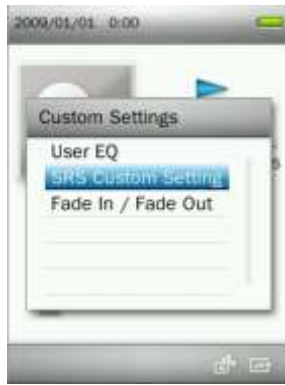 2009/01/01 0:00
Custom Settings
User EQ
SRS Custom Setting
Fade In / Fade Out